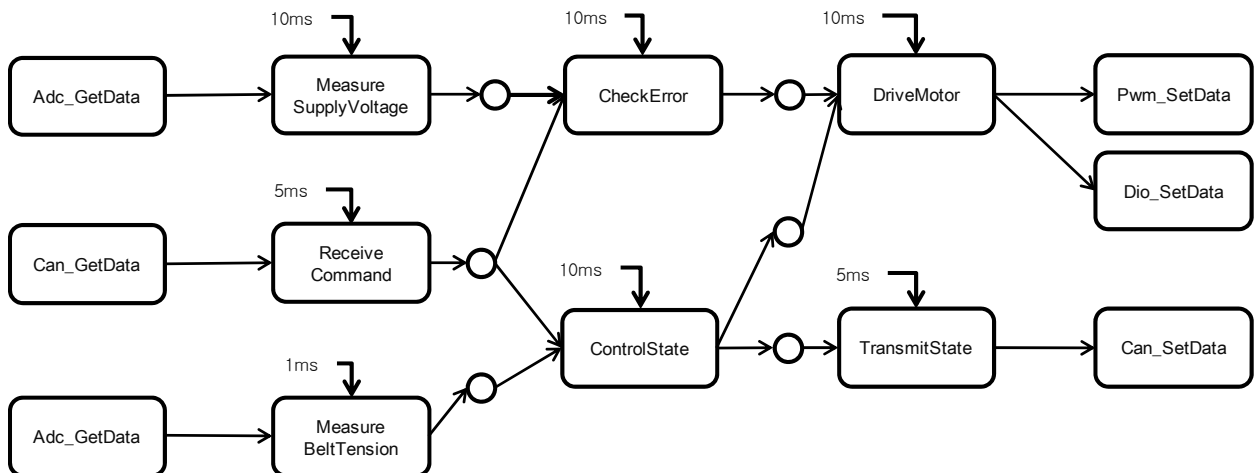 10ms
10ms
10ms
Adc_GetData
Measure
SupplyVoltage
CheckError
DriveMotor
Pwm_SetData
Dio_SetData
5ms
Can_GetData
Receive
Command
10ms
5ms
ControlState
TransmitState
Can_SetData
1ms
Adc_GetData
Measure
BeltTension